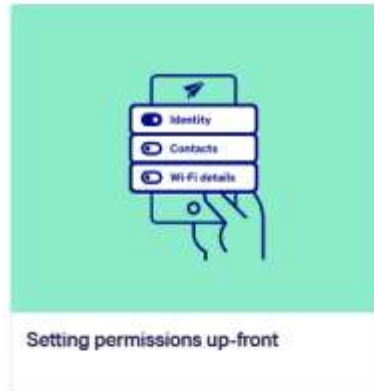 Identity
Contacts
Wi-Fi details
Setting permissions up-front